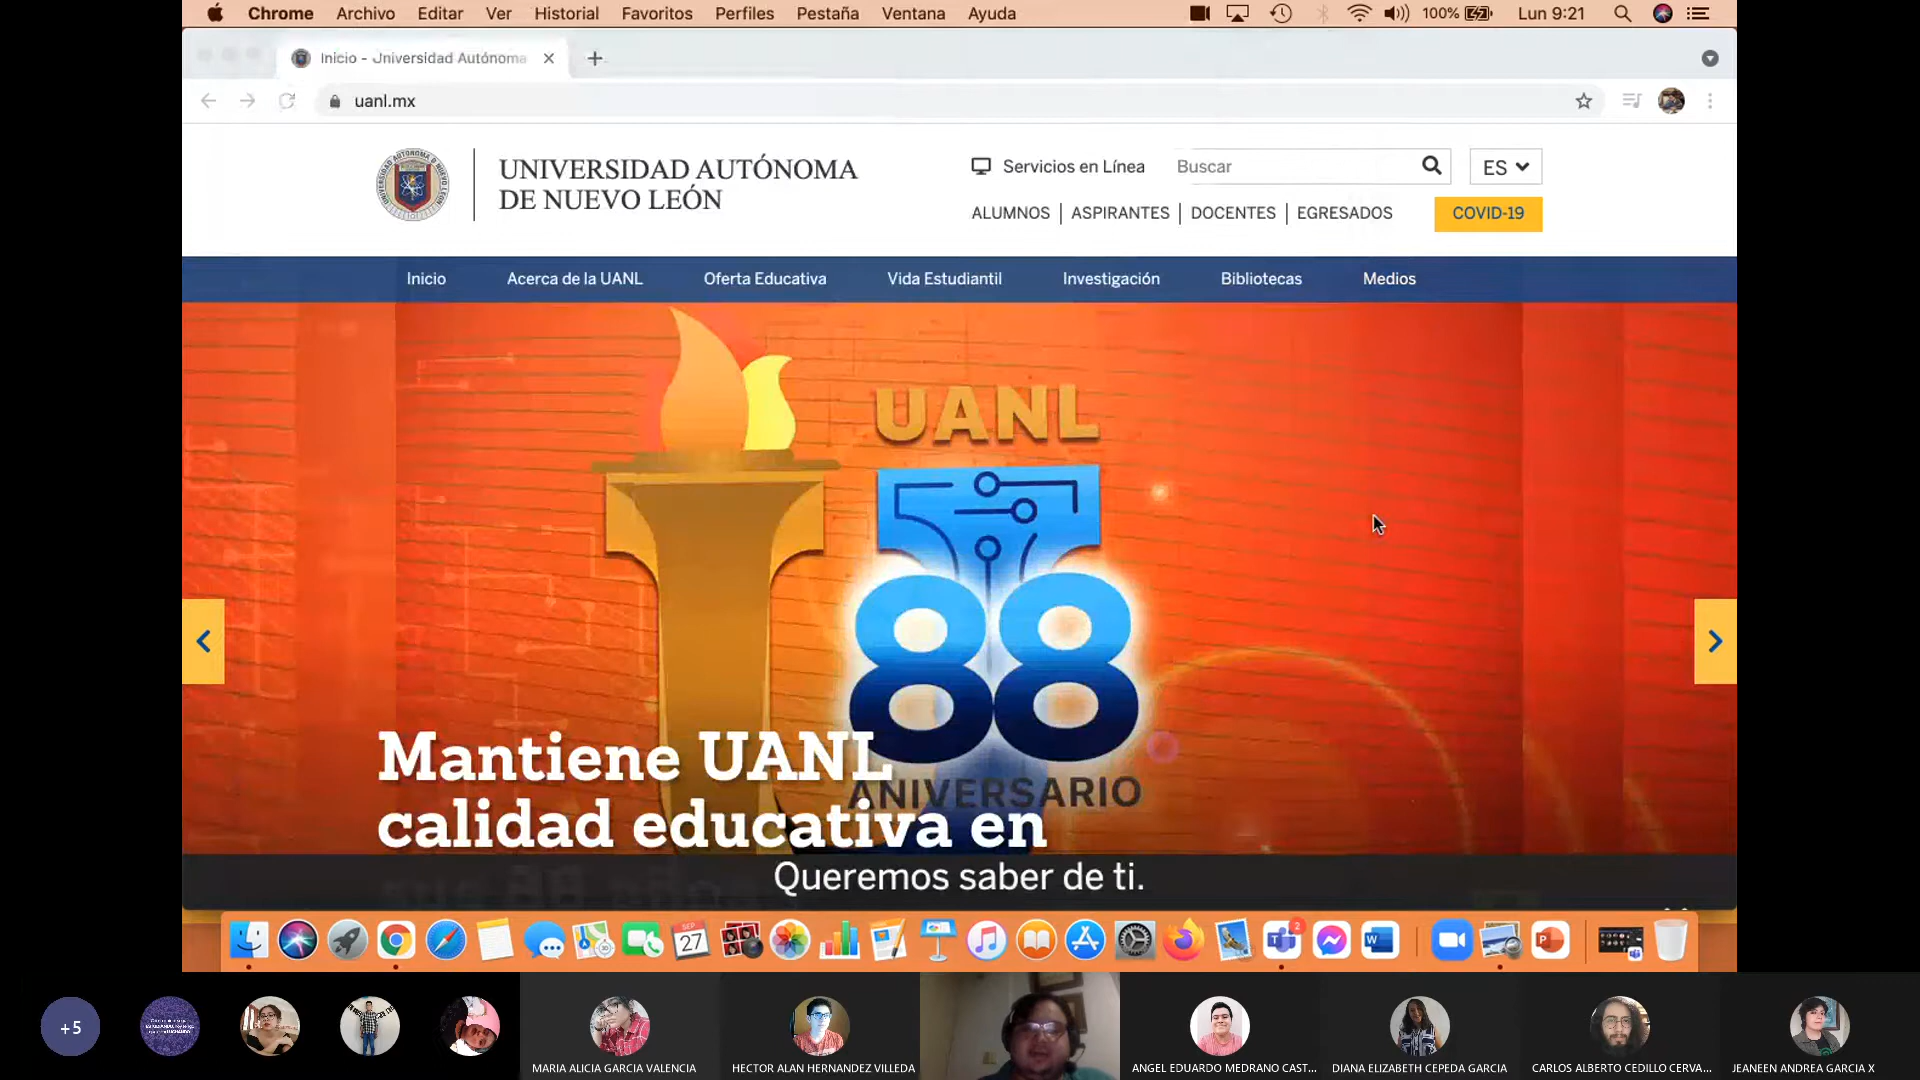 Chrome Archivo Editar Ver Historial Favoritos Perfiles Pestaña Ventana Ayuda 100% Lun 9:21
Inicio - Universidad Autónoma
uanl.mx
UNIVERSIDAD AUTÓNOMA
DE NUEVO LEÓN
Servicios en Línea Buscar ES
ALUMNOS | ASPIRANTES | DOCENTES | EGRESADOS COVID-19
Inicio Acerca de la UANL Oferta Educativa Vida Estudiantil Investigación Bibliotecas Medios
UANL
88
ANIVERSARIO
Mantiene UANL
calidad educativa en
Queremos saber de ti.
SEP
27
2
+5
MARIA ALICIA GARCIA VALENCIA HECTOR ALAN HERNANDEZ VILLEDA ANGEL EDUARDO MEDRANO CAST... DIANA ELIZABETH CEPEDA GARCIA CARLOS ALBERTO CEDILLO CERVA... JEANEEN ANDREA GARCIA X